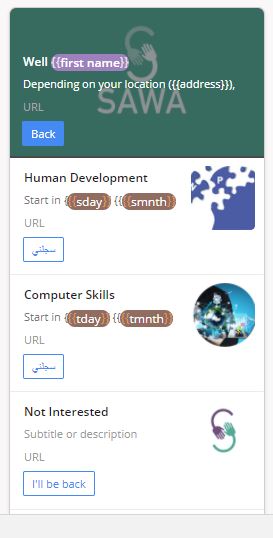 SAWA
Well {{first name}}
Depending on your location ({{address}}),
URL
Back
Human Development
Start in {{sday}} {{smnth}}
URL
سجلني
Computer Skills
Start in {{tday}} {{tmnth}}
URL
سجلني
Not Interested
Subtitle or description
URL
I'll be back